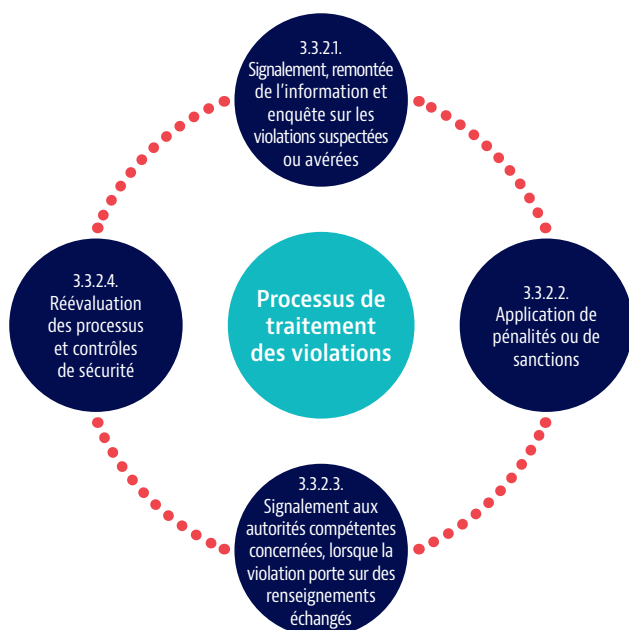 3.3.2.1.
Signalement, remontée
de l'information et
enquête sur les
violations suspectées
ou avérées
3.3.2.4.
Réévaluation
des processus
et contrôles
de sécurité
Processus de
traitement
des violations
3.3.2.2.
Application de
pénalités ou de
sanctions
3.3.2.3.
Signalement aux
autorités compétentes
concernées, lorsque la
violation porte sur des
renseignements
échangés